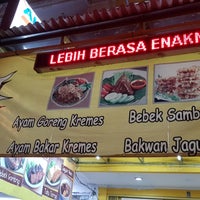 LEBIH BERASA ENAKN
Ayam Goreng Kremes
Bebek Samb
Ayam Bakar Kremes
Bakwan Jagu